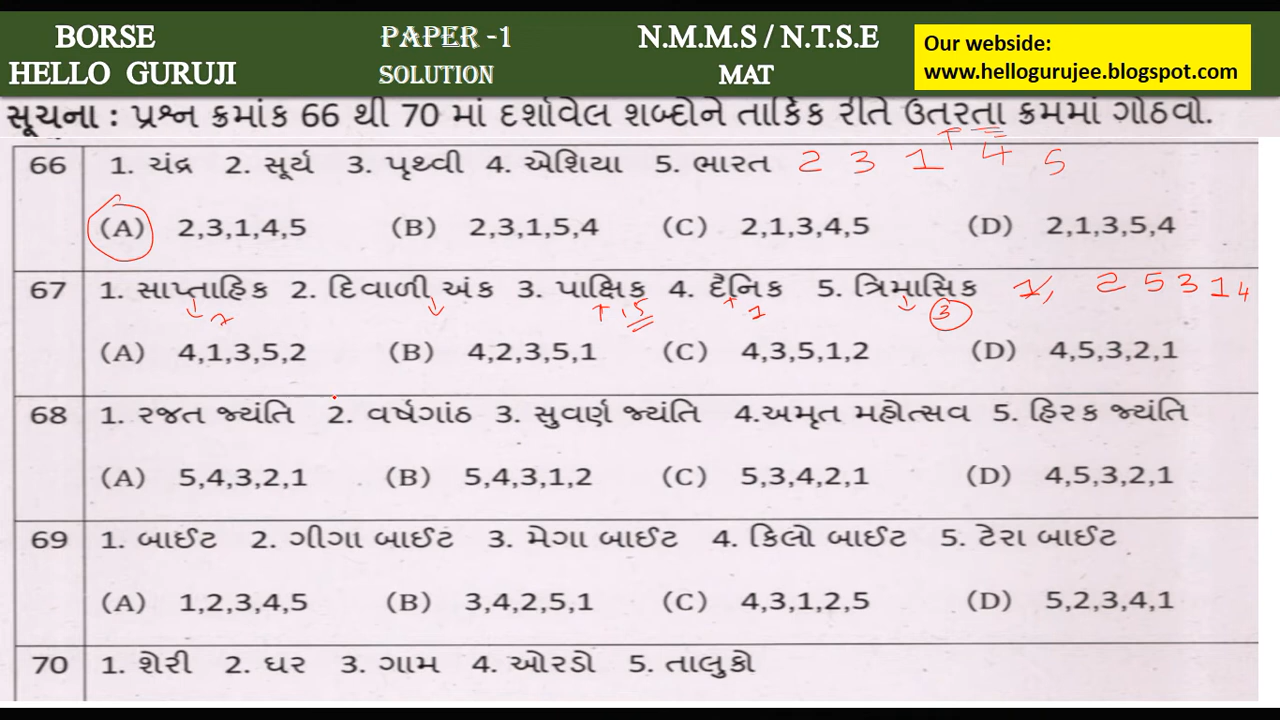 BORSE PAPER -1 N.M.M.S / N.T.S.E Our webside:
HELLO GURUJI SOLUTION MAT www.hellogurujee.blogspot.com
સૂચના : પ્રશ્ન ક્રમાંક 66 થી 70 માં દર્શાવેલ શબ્દોને તાર્કિક રીતે ઉતરતા ક્રમમાં ગોઠવો.
66 1. ચંદ્ર 2. સૂર્ય 3. પૃથ્વી 4. એશિયા 5. ભારત 2 3 1 4 5
(A) 2,3,1,4,5 (B) 2,3,1,5,4 (C) 2,1,3,4,5 (D) 2,1,3,5,4
67 1. સાપ્તાહિક 2. દિવાળી અંક 3. પાક્ષિક 4. દૈનિક 5. ત્રિમાસિક 2 5 3 1 4
7 15 1 3
(A) 4,1,3,5,2 (B) 4,2,3,5,1 (C) 4,3,5,1,2 (D) 4,5,3,2,1
68 1. રજત જ્યંતિ 2. વર્ષગાંઠ 3. સુવર્ણ જ્યંતિ 4.અમૃત મહોત્સવ 5. હિરક જ્યંતિ
(A) 5,4,3,2,1 (B) 5,4,3,1,2 (C) 5,3,4,2,1 (D) 4,5,3,2,1
69 1. બાઈટ 2. ગીગા બાઈટ 3. મેગા બાઈટ 4. કિલો બાઈટ 5. ટેરા બાઈટ
(A) 1,2,3,4,5 (B) 3,4,2,5,1 (C) 4,3,1,2,5 (D) 5,2,3,4,1
70 1. શેરી 2. ઘર 3. ગામ 4. ઓરડો 5. તાલુકો